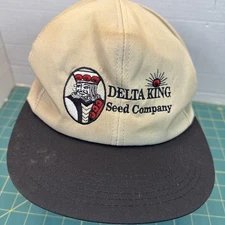 DELTA KING
Seed Company